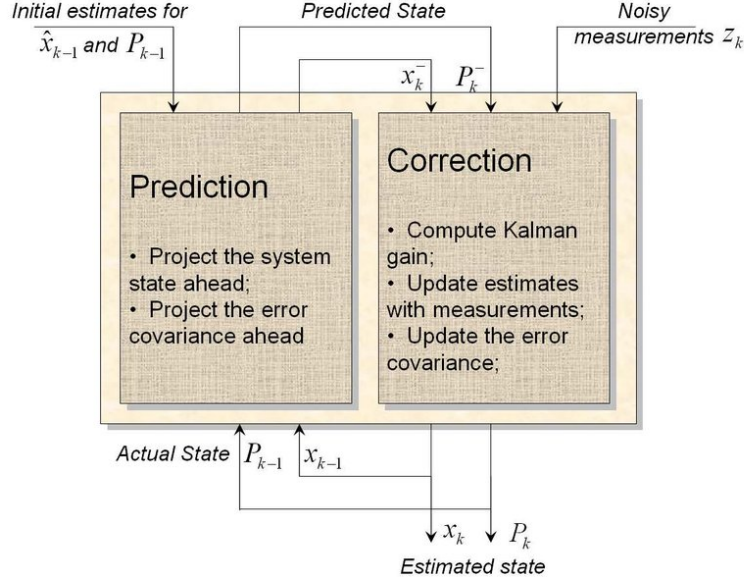 Initial estimates for
x̂ₖ₋₁ and Pₖ₋₁
Predicted State
Noisy
measurements zₖ
xₖ⁻ Pₖ⁻
Prediction
• Project the system
state ahead;
• Project the error
covariance ahead
Correction
• Compute Kalman
gain;
• Update estimates
with measurements;
• Update the error
covariance;
Actual State Pₖ₋₁ xₖ₋₁
xₖ Pₖ
Estimated state